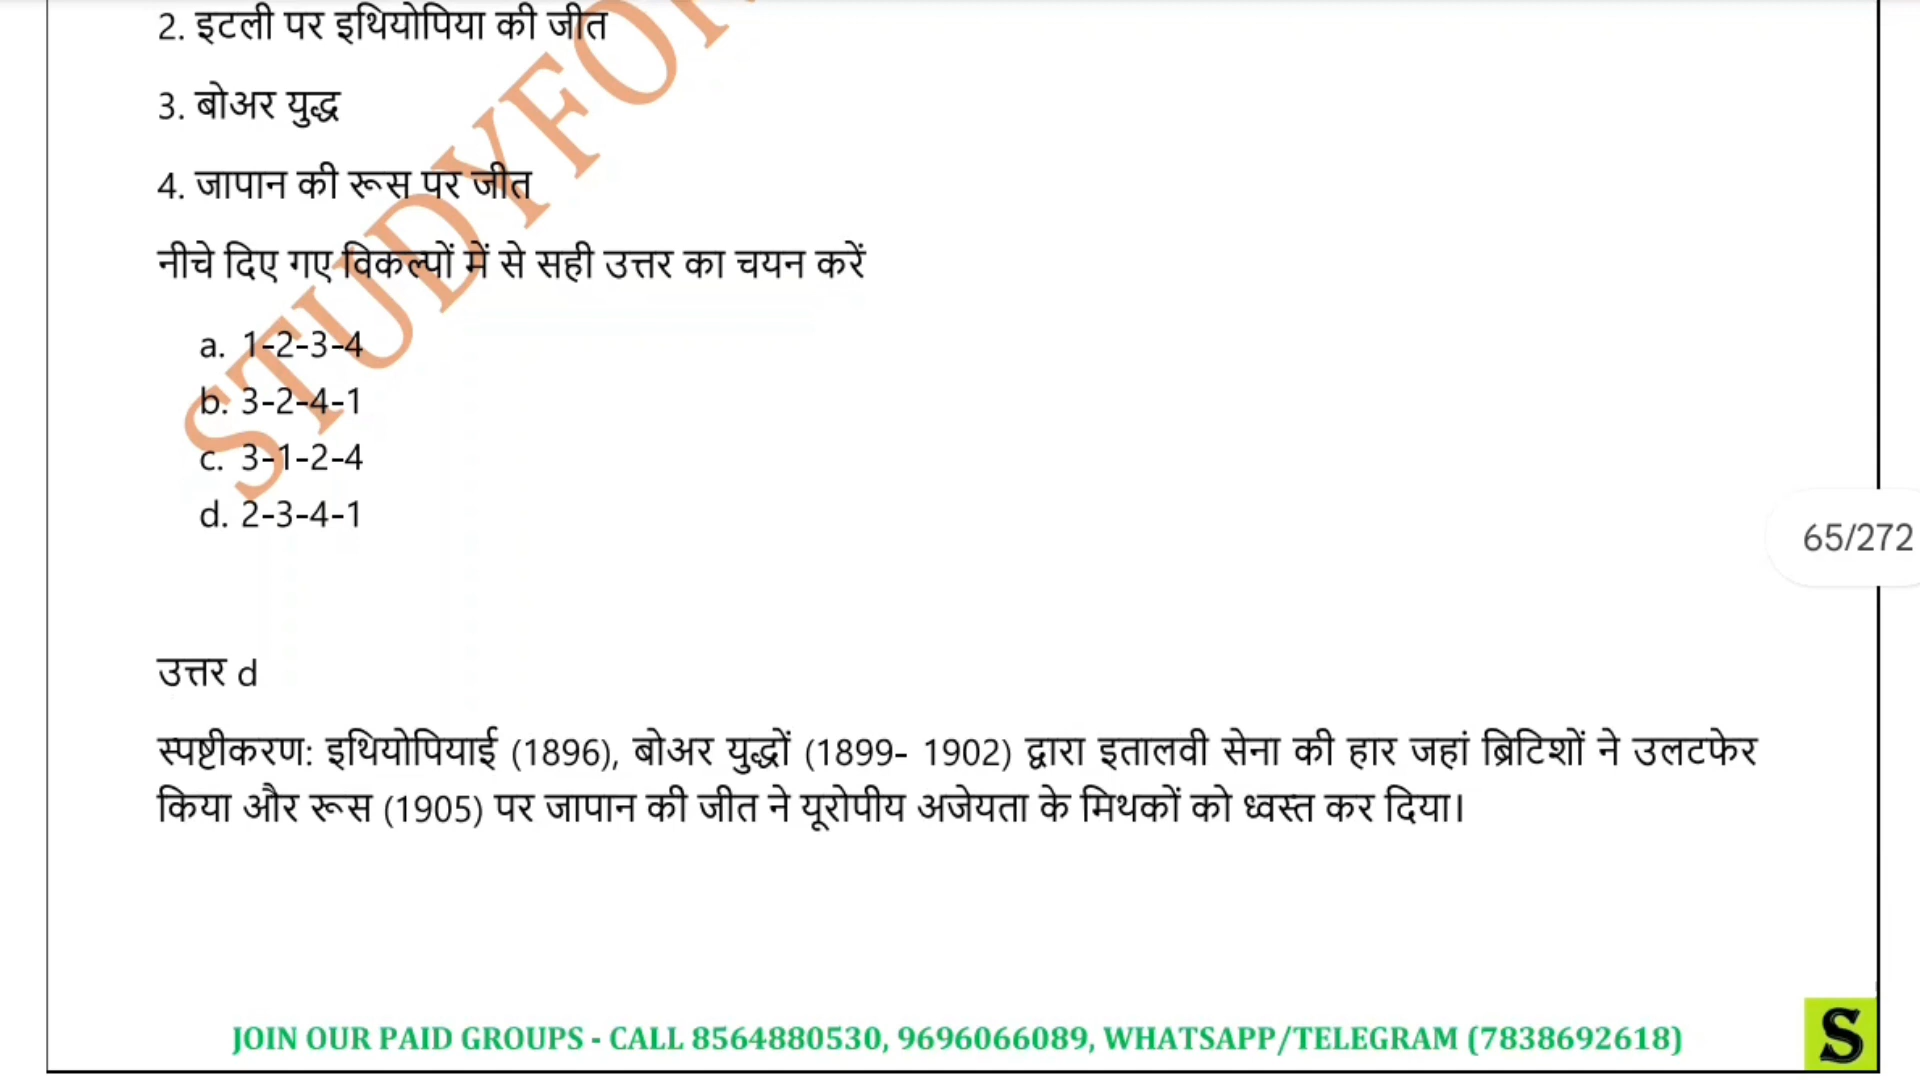 2. इटली पर इथियोपिया की जीत
3. बोअर युद्ध
4. जापान की रूस पर जीत
नीचे दिए गए विकल्पों में से सही उत्तर का चयन करें
a. 1-2-3-4
b. 3-2-4-1
c. 3-1-2-4
d. 2-3-4-1
65/272
उत्तर d
स्पष्टीकरण: इथियोपियाई (1896), बोअर युद्धों (1899- 1902) द्वारा इतालवी सेना की हार जहां ब्रिटिशों ने उलटफेर
किया और रूस (1905) पर जापान की जीत ने यूरोपीय अजेयता के मिथकों को ध्वस्त कर दिया।
JOIN OUR PAID GROUPS - CALL 8564880530, 9696066089, WHATSAPP/TELEGRAM (7838692618)
S